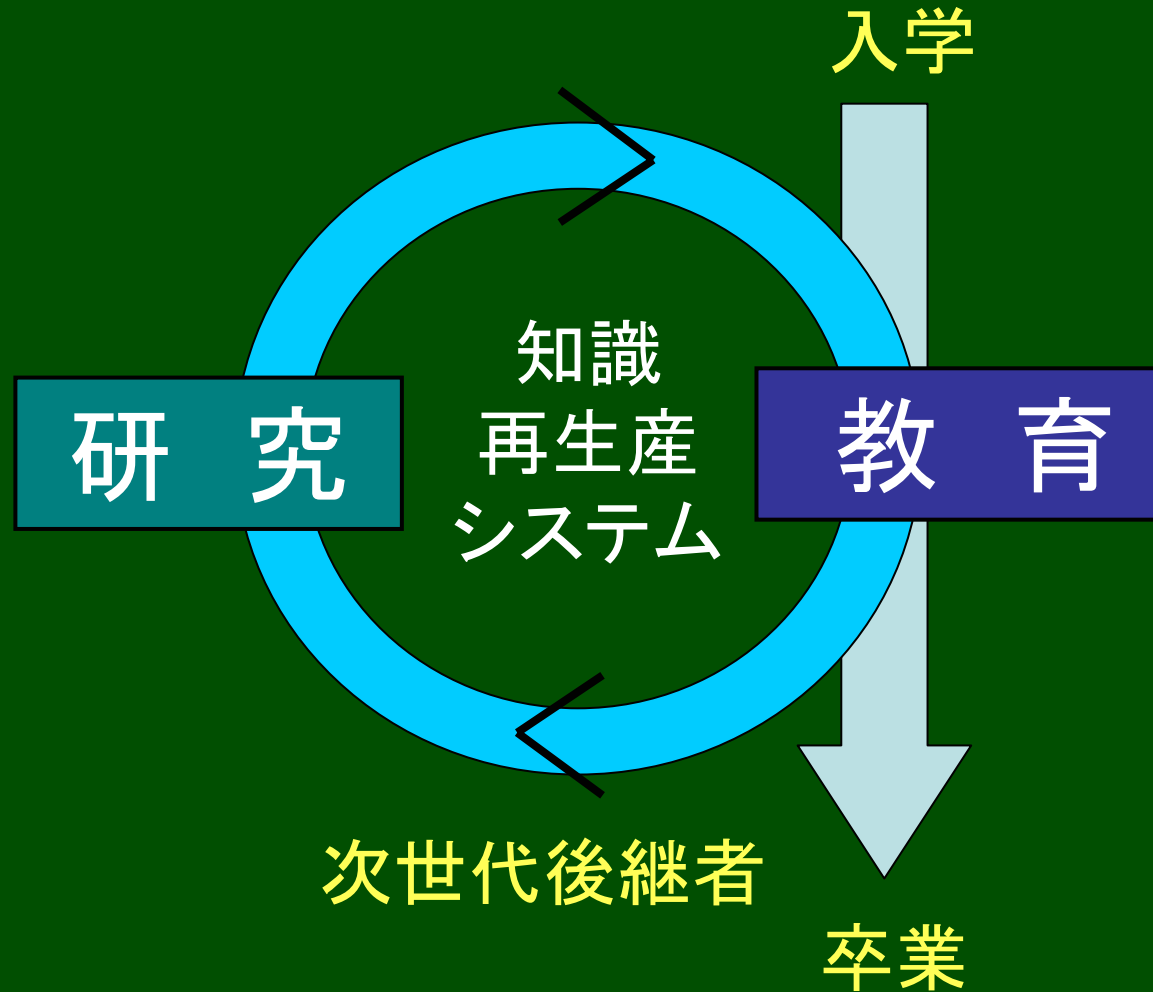 入学
知識
再生産
システム
研　究
教　育
次世代後継者
卒業